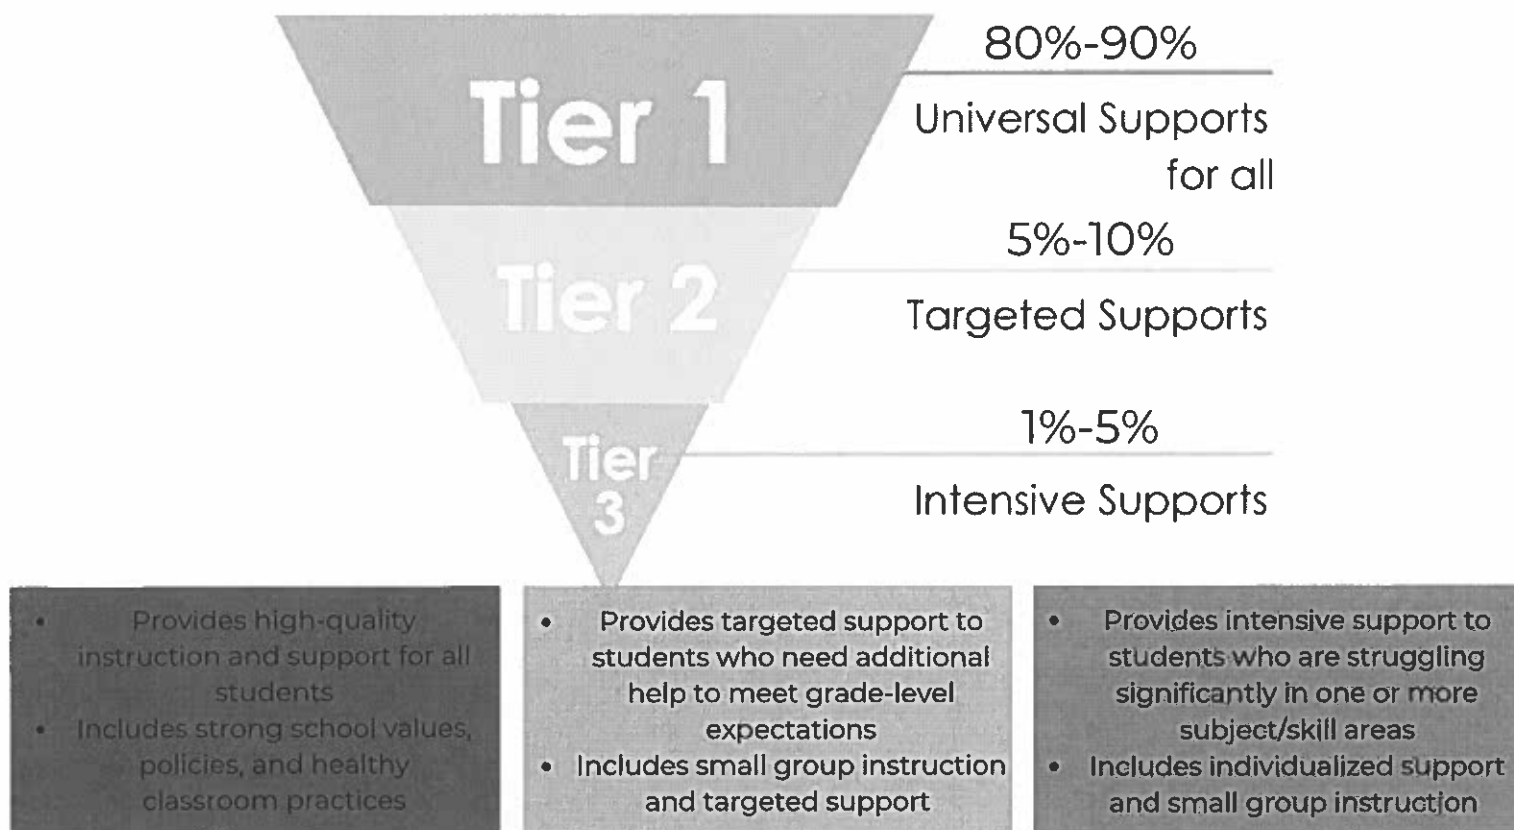 Tier 1
80%-90%
Universal Supports
for all
Tier 2
5%-10%
Targeted Supports
Tier
3
1%-5%
Intensive Supports
• Provides high-quality
instruction and support for all
students
• Includes strong school values,
policies, and healthy
classroom practices
• Provides targeted support to
students who need additional
help to meet grade-level
expectations
• Includes small group instruction
and targeted support
• Provides intensive support to
students who are struggling
significantly in one or more
subject/skill areas
• Includes individualized support
and small group instruction